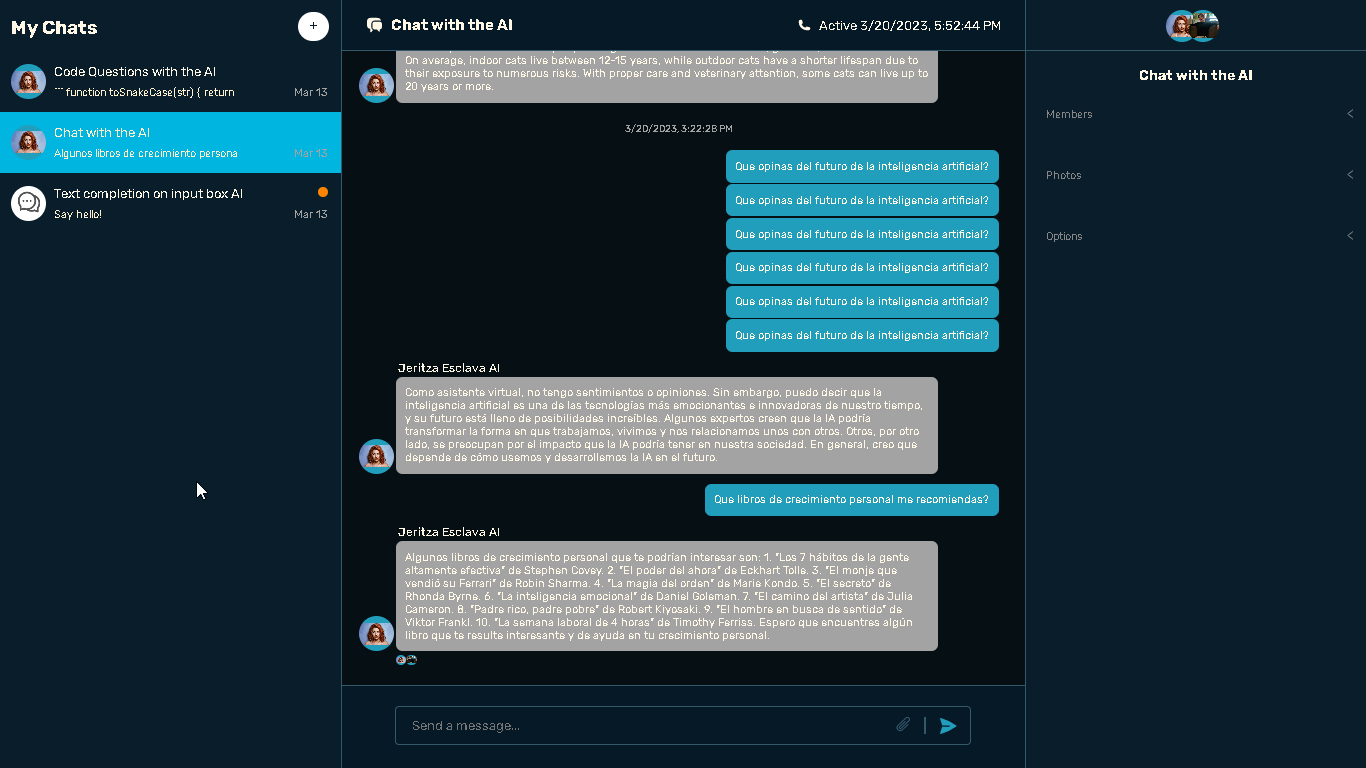 My Chats
+
Code Questions with the AI
``` function toSnakeCase(str) { return
Mar 13
Chat with the AI
Algunos libros de crecimiento persona
Mar 13
Text completion on input box AI
Say hello!
Mar 13
Chat with the AI
Active 3/20/2023, 5:52:44 PM
On average, indoor cats live between 12-15 years, while outdoor cats have a shorter lifespan due to
their exposure to numerous risks. With proper care and veterinary attention, some cats can live up to
20 years or more.
3/20/2023, 3:22:28 PM
Que opinas del futuro de la inteligencia artificial?
Que opinas del futuro de la inteligencia artificial?
Que opinas del futuro de la inteligencia artificial?
Que opinas del futuro de la inteligencia artificial?
Que opinas del futuro de la inteligencia artificial?
Que opinas del futuro de la inteligencia artificial?
Jeritza Esclava AI
Como asistente virtual, no tengo sentimientos o opiniones. Sin embargo, puedo decir que la
inteligencia artificial es una de las tecnologías más emocionantes e innovadoras de nuestro tiempo,
y su futuro está lleno de posibilidades increíbles. Algunos expertos creen que la IA podría
transformar la forma en que trabajamos, vivimos y nos relacionamos unos con otros. Otros, por otro
lado, se preocupan por el impacto que la IA podría tener en nuestra sociedad. En general, creo que
depende de cómo usemos y desarrollemos la IA en el futuro.
Que libros de crecimiento personal me recomiendas?
Jeritza Esclava AI
Algunos libros de crecimiento personal que te podrían interesar son: 1. "Los 7 hábitos de la gente
altamente efectiva" de Stephen Covey. 2. "El poder del ahora" de Eckhart Tolle. 3. "El monje que
vendió su Ferrari" de Robin Sharma. 4. "La magia del orden" de Marie Kondo. 5. "El secreto" de
Rhonda Byrne. 6. "La inteligencia emocional" de Daniel Goleman. 7. "El camino del artista" de Julia
Cameron. 8. "Padre rico, padre pobre" de Robert Kiyosaki. 9. "El hombre en busca de sentido" de
Viktor Frankl. 10. "La semana laboral de 4 horas" de Timothy Ferriss. Espero que encuentres algún
libro que te resulte interesante y de ayuda en tu crecimiento personal.
Send a message...
Chat with the AI
Members
Photos
Options